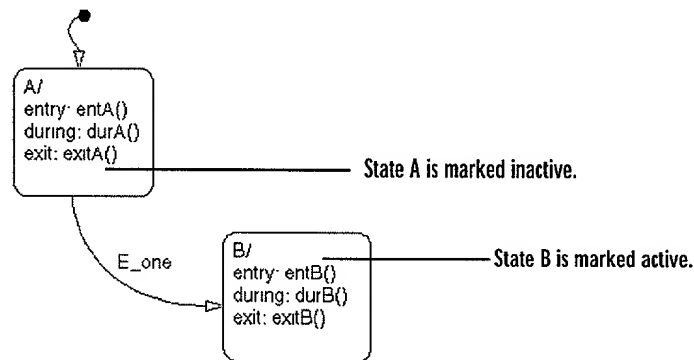 A/
entry: entA()
during: durA()
exit: exitA()
State A is marked inactive.
E_one
B/
entry: entB()
during: durB()
exit: exitB()
State B is marked active.